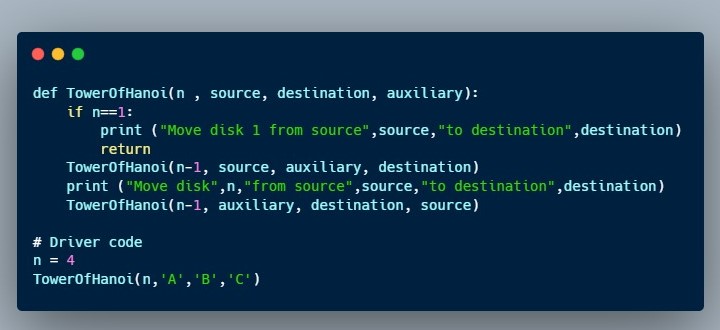 def TowerOfHanoi(n , source, destination, auxiliary):
    if n==1:
        print ("Move disk 1 from source",source,"to destination",destination)
        return
    TowerOfHanoi(n-1, source, auxiliary, destination)
    print ("Move disk",n,"from source",source,"to destination",destination)
    TowerOfHanoi(n-1, auxiliary, destination, source)

# Driver code
n = 4
TowerOfHanoi(n,'A','B','C')